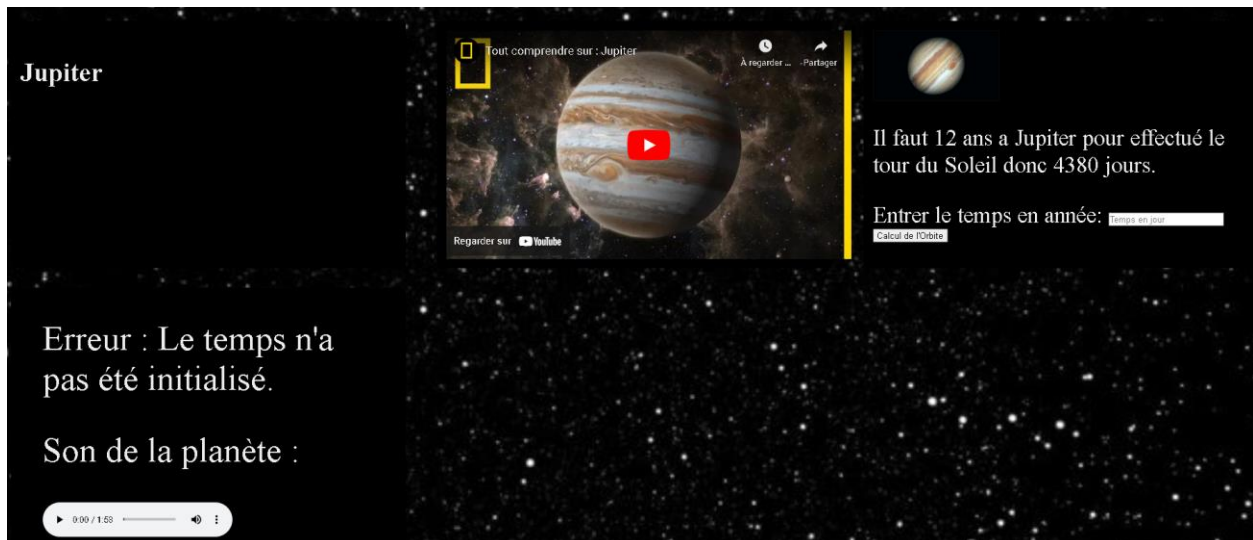 Jupiter
Tout comprendre sur : Jupiter
À regarder ...
Partager
Regarder sur YouTube
Il faut 12 ans a Jupiter pour effectué le
tour du Soleil donc 4380 jours.
Entrer le temps en année: Temps en jour
Calcul de l'Orbite
Erreur : Le temps n'a
pas été initialisé.
Son de la planète :
0:00 / 1:53